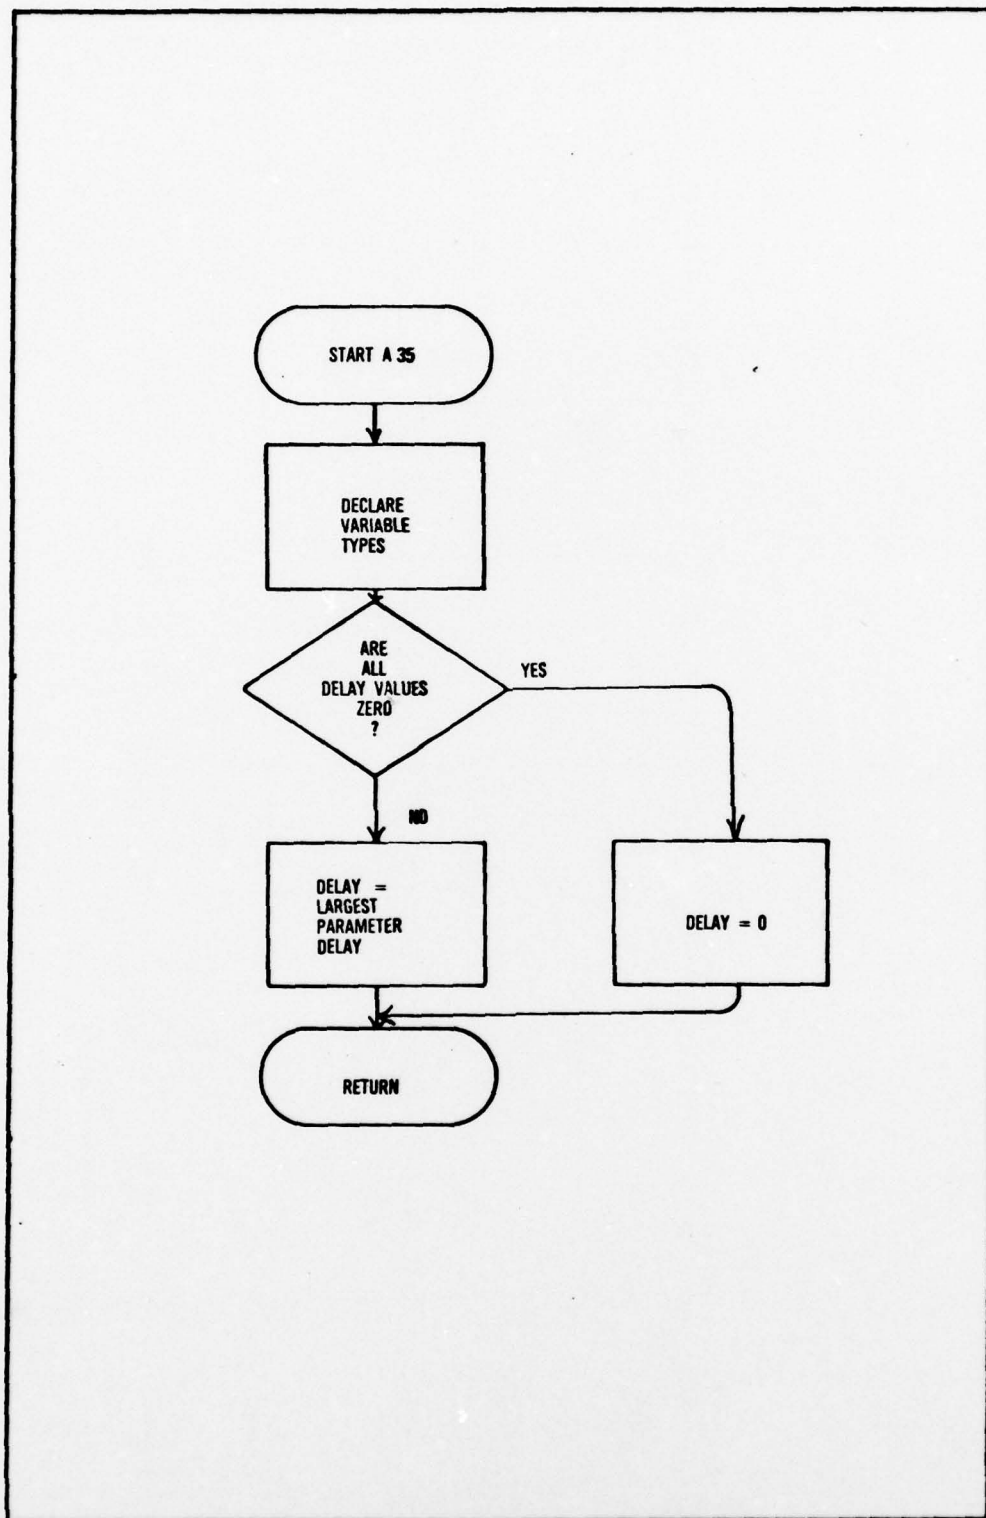 START A 35
DECLARE
VARIABLE
TYPES
ARE
ALL
DELAY VALUES
ZERO
?
YES
NO
DELAY =
LARGEST
PARAMETER
DELAY
DELAY = 0
RETURN